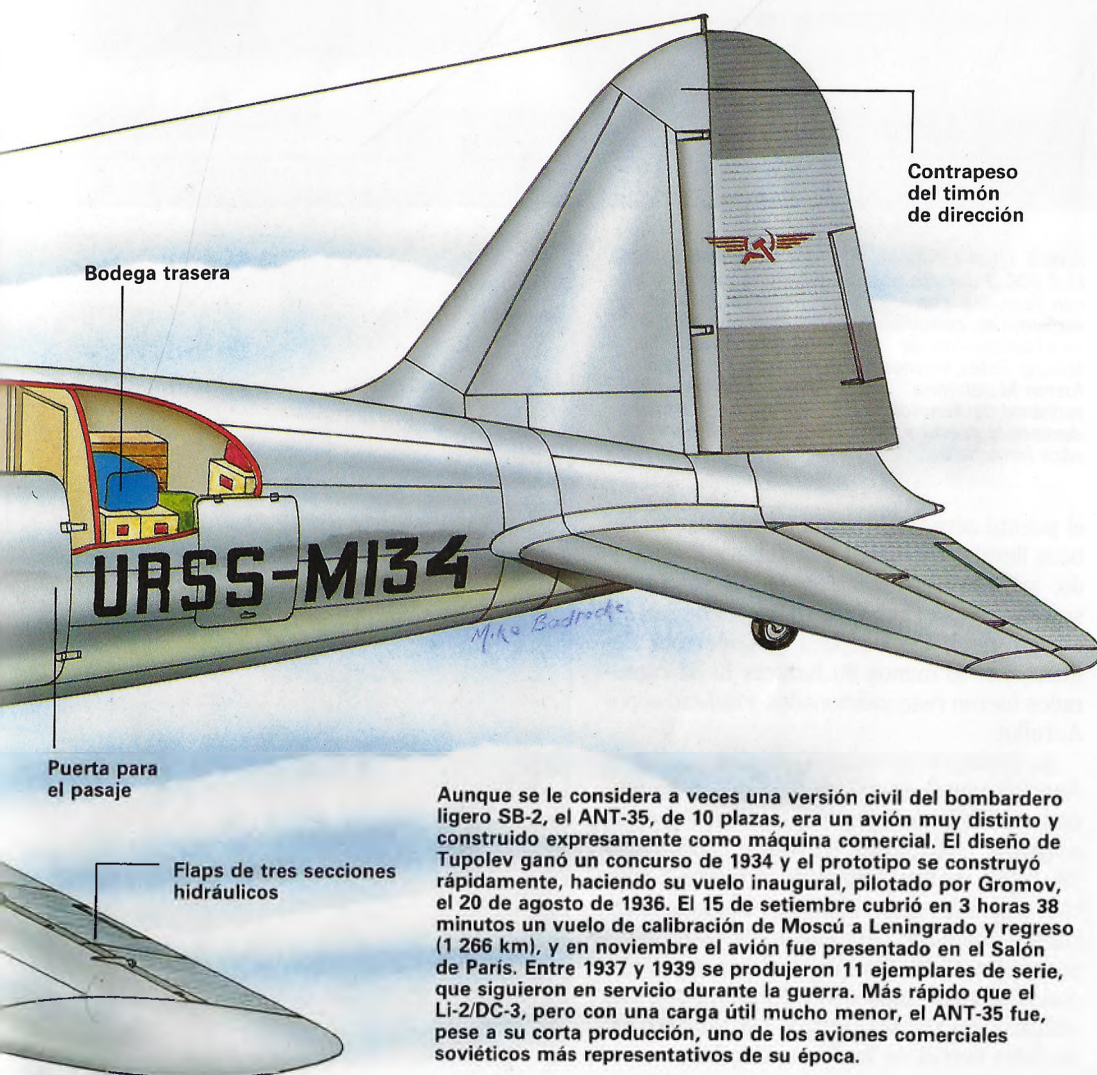 Contrapeso
del timón
de dirección
Bodega trasera
URSS-M134
Mike Badrocke
Puerta para
el pasaje
Flaps de tres secciones
hidráulicos
Aunque se le considera a veces una versión civil del bombardero
ligero SB-2, el ANT-35, de 10 plazas, era un avión muy distinto y
construido expresamente como máquina comercial. El diseño de
Tupolev ganó un concurso de 1934 y el prototipo se construyó
rápidamente, haciendo su vuelo inaugural, pilotado por Gromov,
el 20 de agosto de 1936. El 15 de setiembre cubrió en 3 horas 38
minutos un vuelo de calibración de Moscú a Leningrado y regreso
(1 266 km), y en noviembre el avión fue presentado en el Salón
de París. Entre 1937 y 1939 se produjeron 11 ejemplares de serie,
que siguieron en servicio durante la guerra. Más rápido que el
Li-2/DC-3, pero con una carga útil mucho menor, el ANT-35 fue,
pese a su corta producción, uno de los aviones comerciales
soviéticos más representativos de su época.